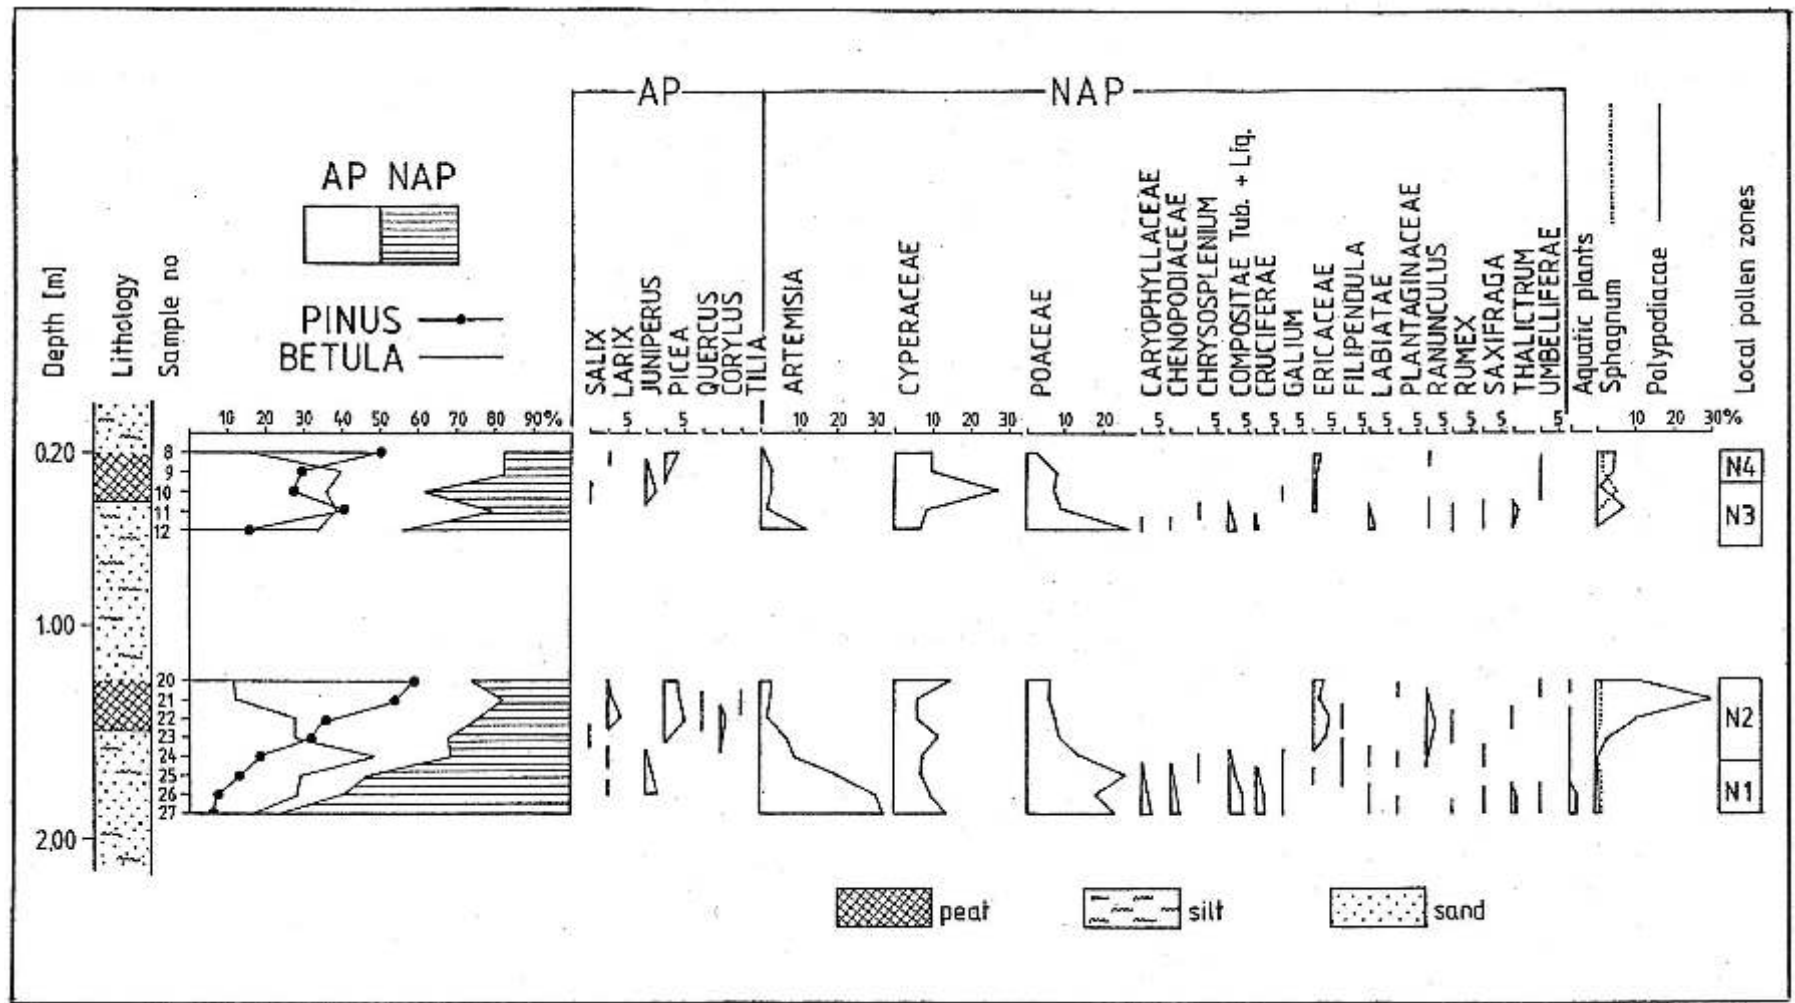 AP NAP
AP NAP
PINUS
BETULA
Depth [m]
Lithology
Sample no
SALIX
LARIX
JUNIPERUS
PICEA
QUERCUS
CORYLUS
TILIA
ARTEMISIA
CYPERACEAE
POACEAE
CARYOPHYLLACEAE
CHENOPODIACEAE
CHRYSOSPLENIUM
COMPOSITAE Tub. + Liq.
CRUCIFERAE
GALIUM
ERICACEAE
FILIPENDULA
LABIATAE
PLANTAGINACEAE
RANUNCULUS
RUMEX
SAXIFRAGA
THALICTRUM
UMBELLIFERAE
Aquatic plants
Sphagnum
Polypodiacae
Local pollen zones
10 20 30 40 50 60 70 80 90% 5 5 5 5 10 20 30 10 20 30 10 20 5 5 5 5 5 5 5 5 5 5 5 5 5 5 5 10 20 30%
0.20
8
9
10
11
12
N4
N3
1.00
20
21
22
23
24
25
26
27
N2
N1
2,00
peat silt sand